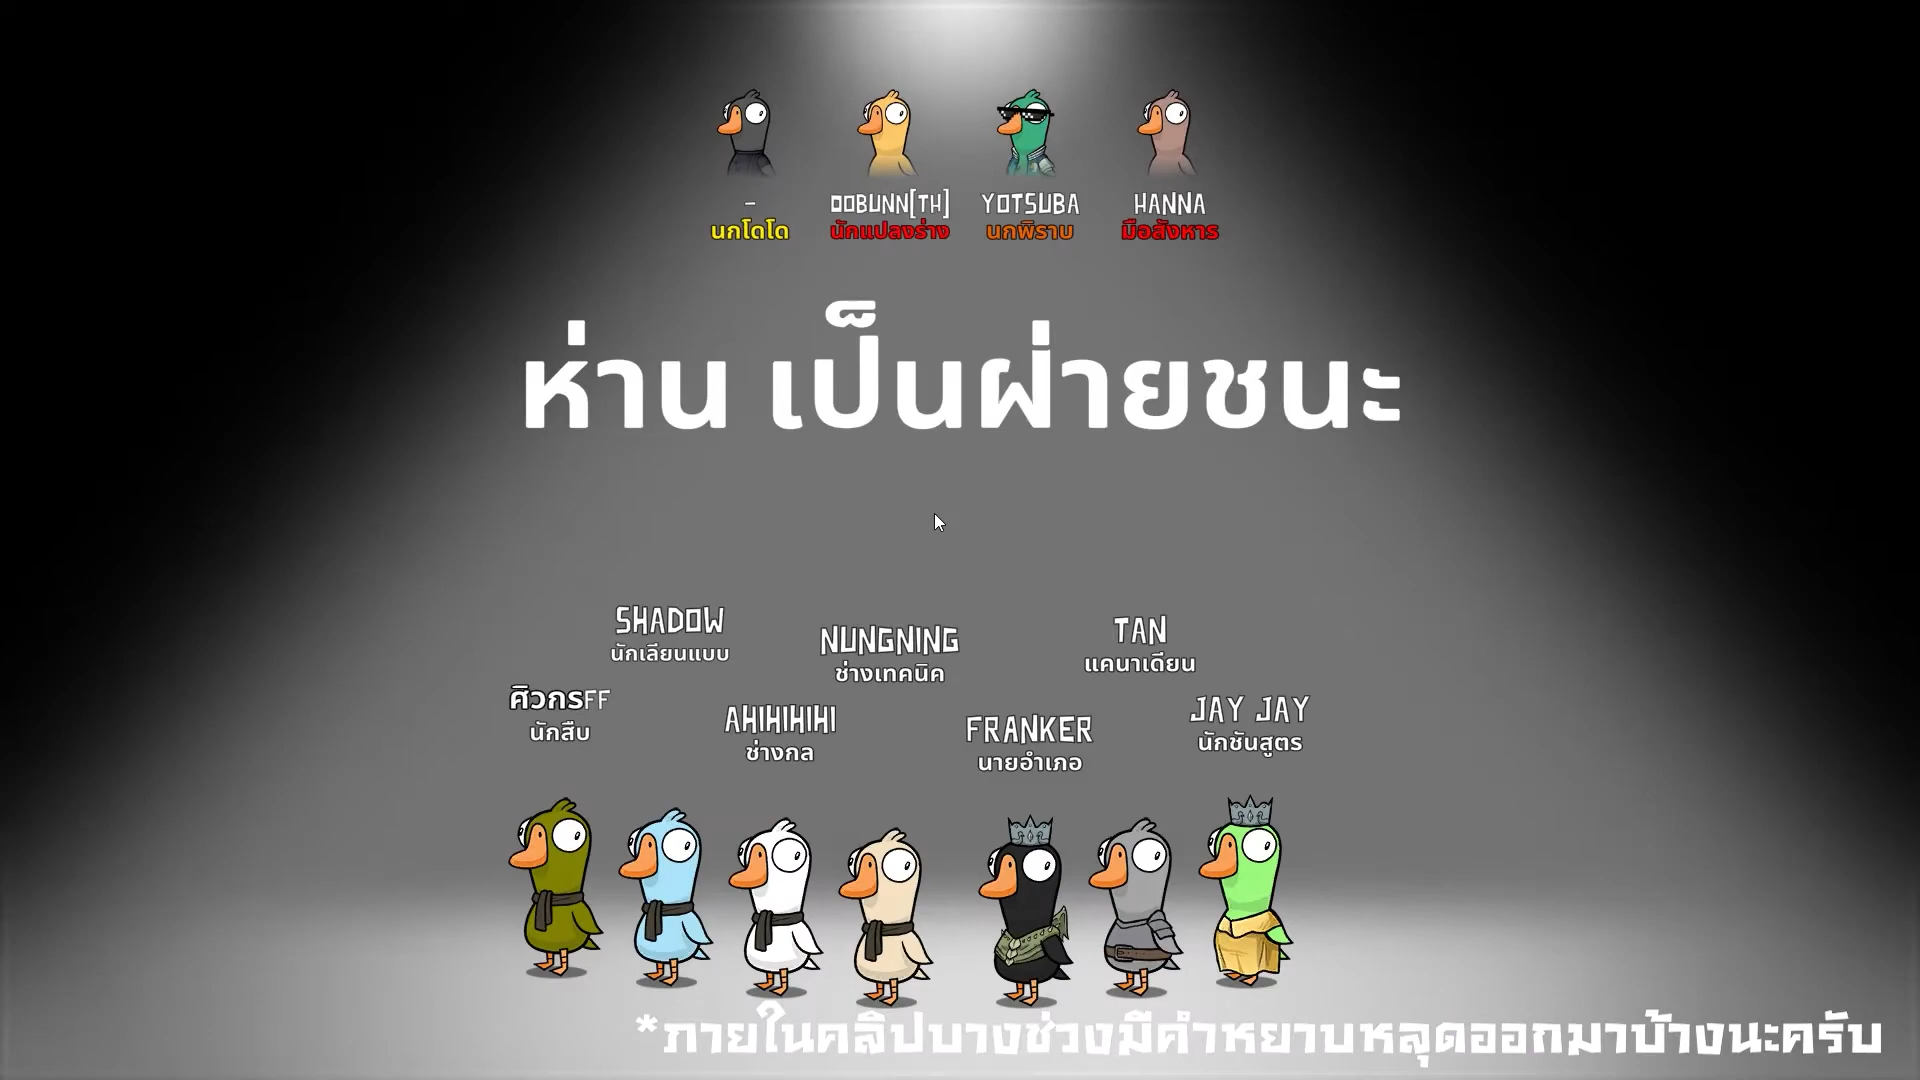 -
OOBUNN[TH]
YOTSUBA
HANNA
นกโดโด
นักแปลงร่าง
นกพิราบ
มือสังหาร
ห่าน เป็นฝ่ายชนะ
SHADOW
นักเลียนแบบ
NUNGNING
ช่างเทคนิค
TAN
แคนาเดียน
ศิวกรFF
นักสืบ
AHIHIHIHI
ช่างกล
FRANKER
นายอำเภอ
JAY JAY
นักชันสูตร
*ภายในคลิปบางช่วงมีคำหยาบหลุดออกมาบ้างนะครับ